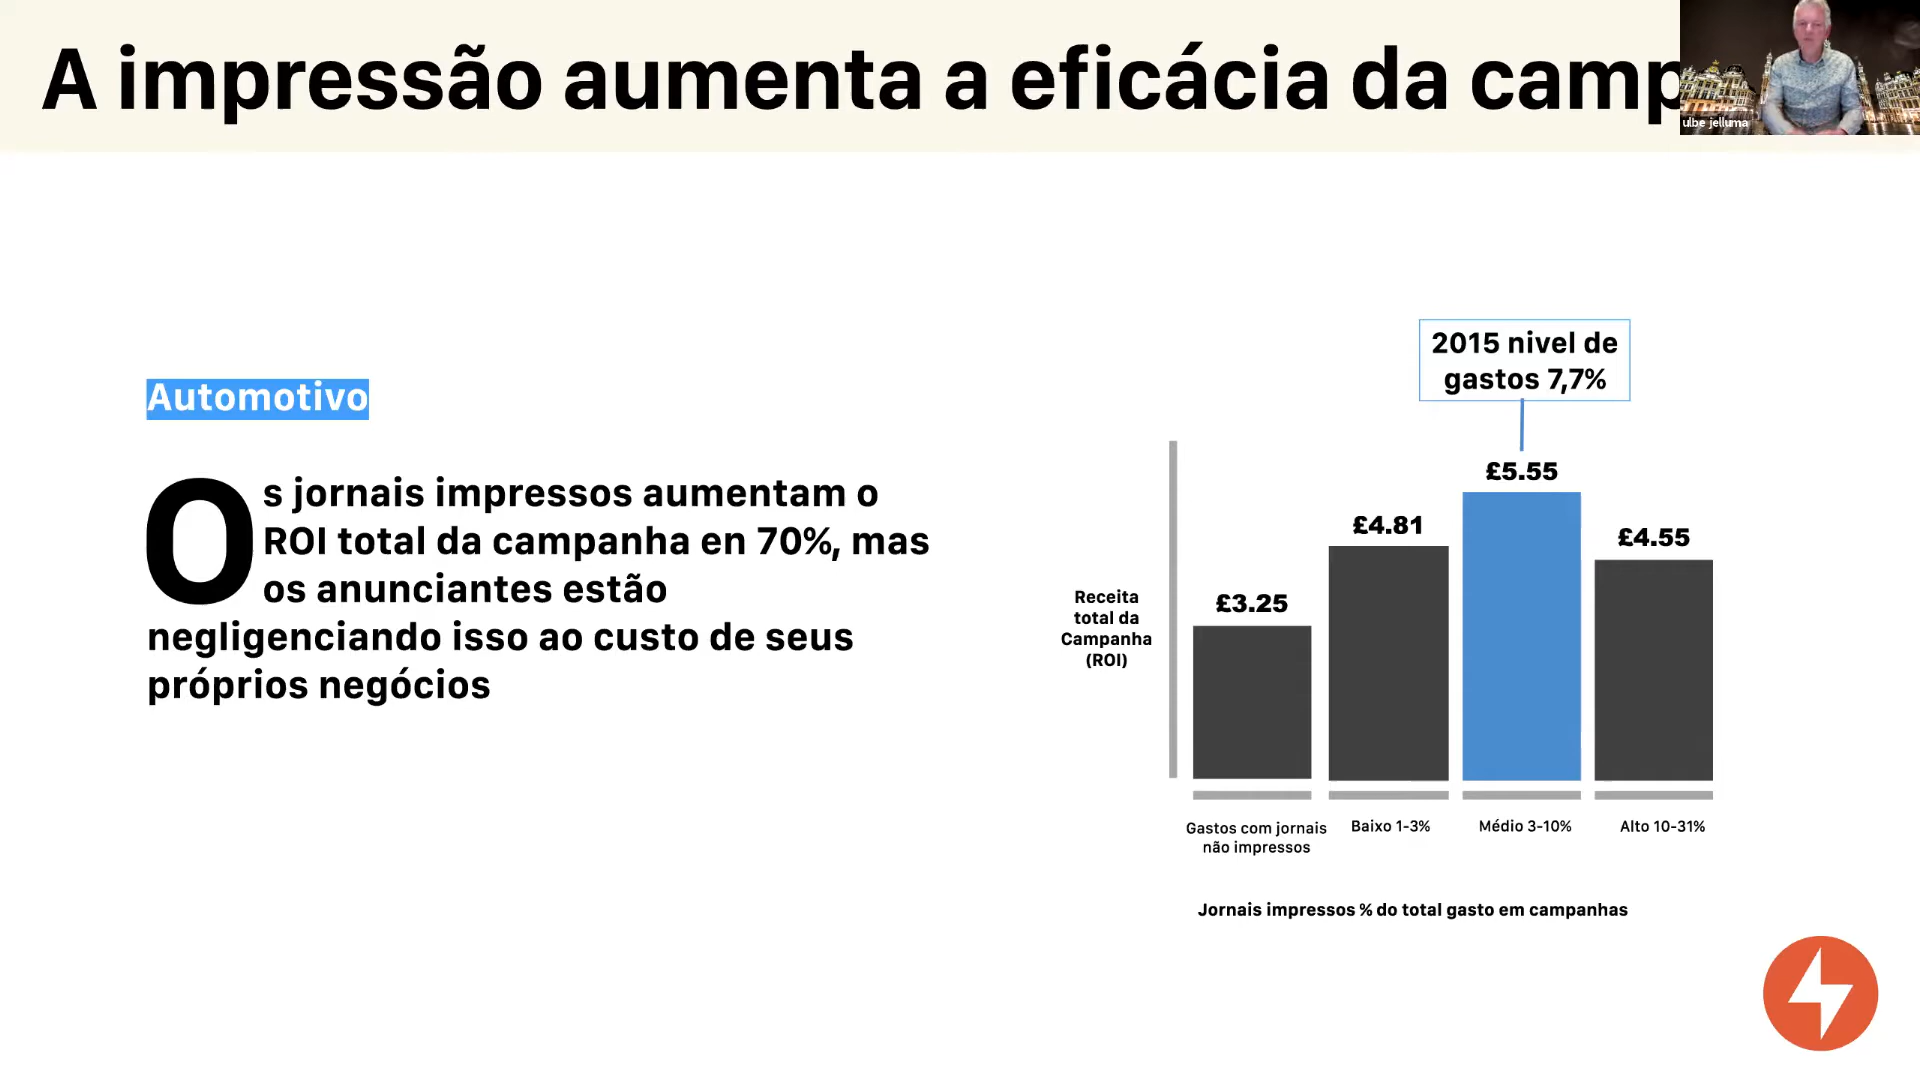 A impressão aumenta a eficácia da camp
ulbe jelluma
Automotivo
Os jornais impressos aumentam o
ROI total da campanha en 70%, mas
os anunciantes estão
negligenciando isso ao custo de seus
próprios negócios
2015 nivel de
gastos 7,7%
£5.55
£4.81
£4.55
£3.25
Receita
total da
Campanha
(ROI)
Gastos com jornais
não impressos
Baixo 1-3%
Médio 3-10%
Alto 10-31%
Jornais impressos % do total gasto em campanhas